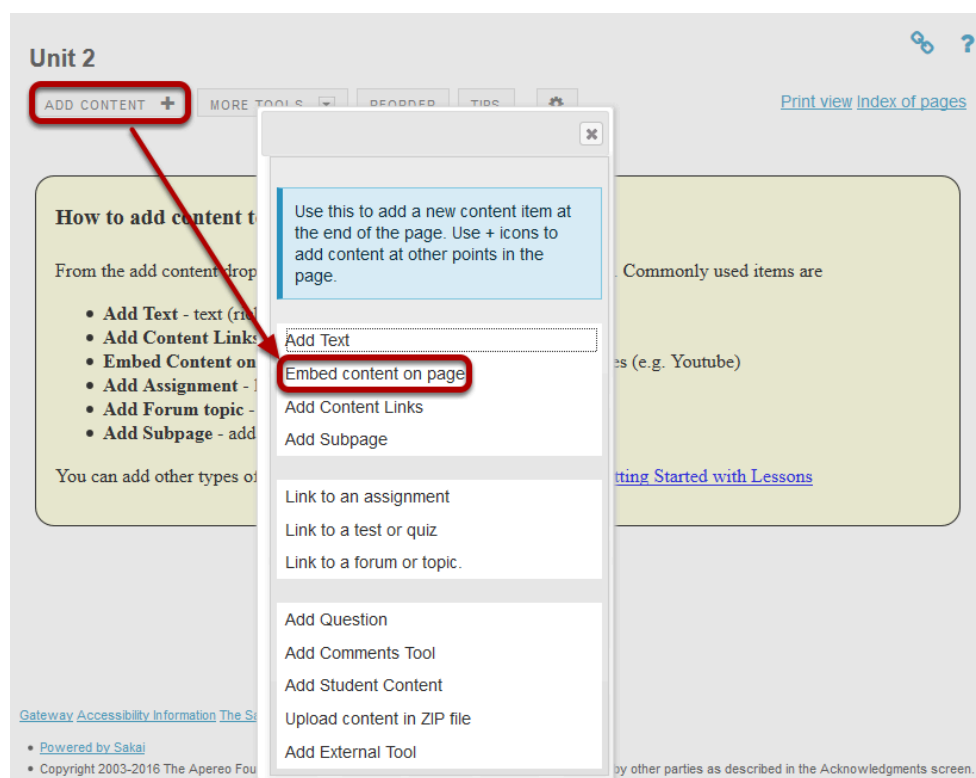 Unit 2
?
ADD CONTENT +
MORE TOOLS
REORDER
TIPS
Print view Index of pages
Use this to add a new content item at
the end of the page. Use + icons to
add content at other points in the
page.
How to add content t
From the add content drop
. Commonly used items are
• Add Text - text (ric
• Add Content Links
• Embed Content on
es (e.g. Youtube)
• Add Assignment -
• Add Forum topic -
• Add Subpage - add
You can add other types of
tting Started with Lessons
Add Text
Embed content on page
Add Content Links
Add Subpage
Link to an assignment
Link to a test or quiz
Link to a forum or topic.
Add Question
Add Comments Tool
Add Student Content
Upload content in ZIP file
Add External Tool
Gateway Accessibility Information The Sa
• Powered by Sakai
• Copyright 2003-2016 The Apereo Fou
by other parties as described in the Acknowledgments screen.